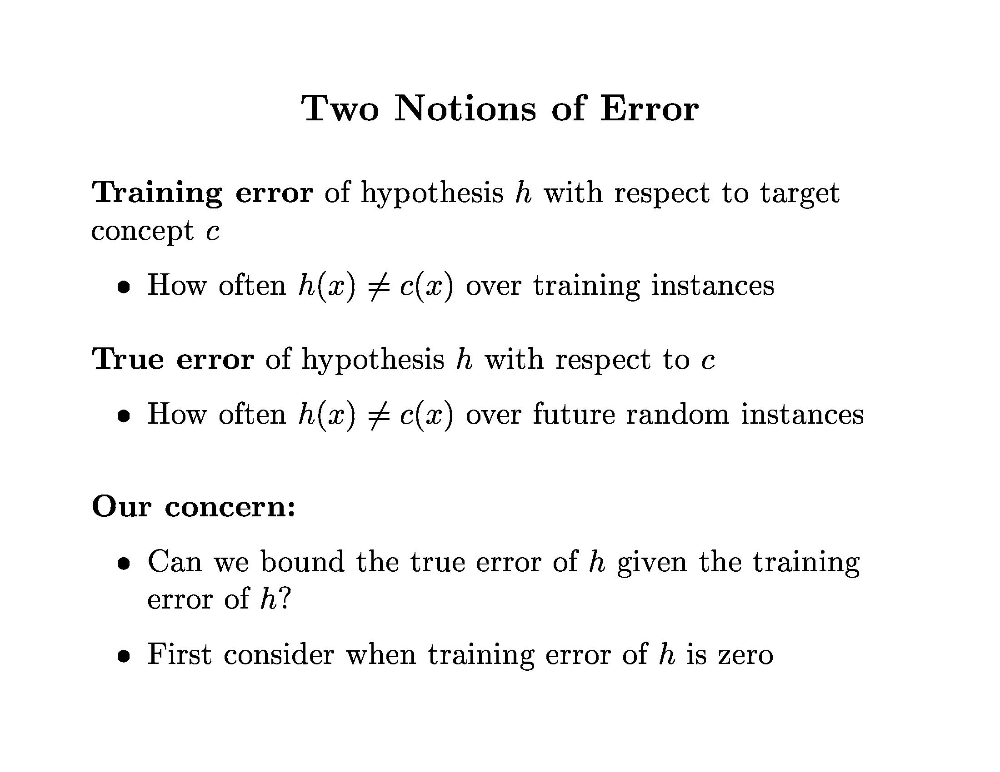 Two Notions of Error
Training error of hypothesis h with respect to target
concept c
• How often h(x) ≠ c(x) over training instances
True error of hypothesis h with respect to c
• How often h(x) ≠ c(x) over future random instances
Our concern:
• Can we bound the true error of h given the training
error of h?
• First consider when training error of h is zero